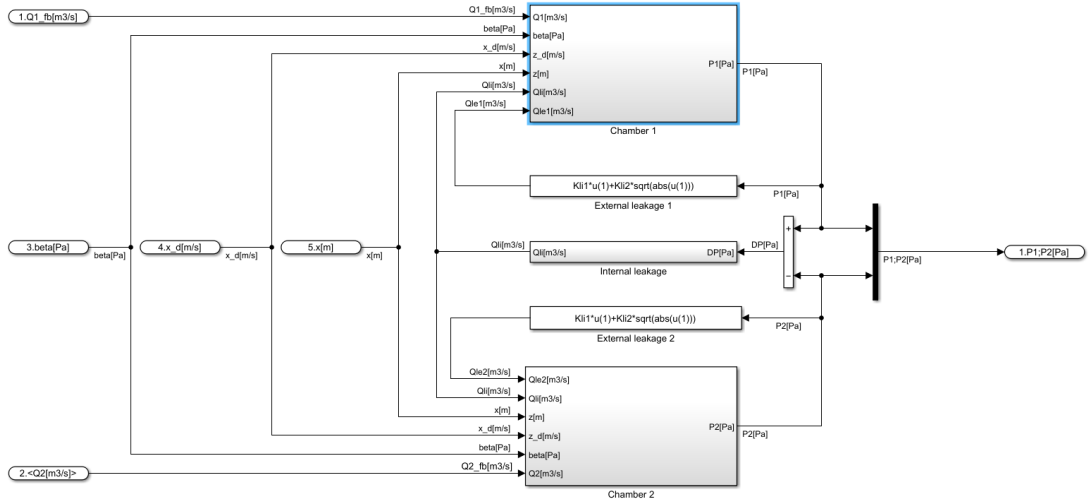 1.Q1_fb[m3/s]
Q1_fb[m3/s]
Q1[m3/s]
beta[Pa]
beta[Pa]
x_d[m/s]
z_d[m/s]
x[m]
z[m]
P1[Pa]
P1[Pa]
Qli[m3/s]
Qli[m3/s]
Qle1[m3/s]
Qle1[m3/s]
Chamber 1
Kli1*u(1)+Kli2*sqrt(abs(u(1)))
P1[Pa]
External leakage 1
+
3.beta[Pa]
beta[Pa]
4.x_d[m/s]
x_d[m/s]
5.x[m]
x[m]
Qli[m3/s]
Qli[m3/s]
DP[Pa]
DP[Pa]
Internal leakage
P1;P2[Pa]
1.P1;P2[Pa]
−
Kli1*u(1)+Kli2*sqrt(abs(u(1)))
P2[Pa]
External leakage 2
Qle2[m3/s]
Qle2[m3/s]
Qli[m3/s]
Qli[m3/s]
x[m]
z[m]
x_d[m/s]
z_d[m/s]
P2[Pa]
P2[Pa]
beta[Pa]
beta[Pa]
2.<Q2[m3/s]>
Q2_fb[m3/s]
Q2[m3/s]
Chamber 2